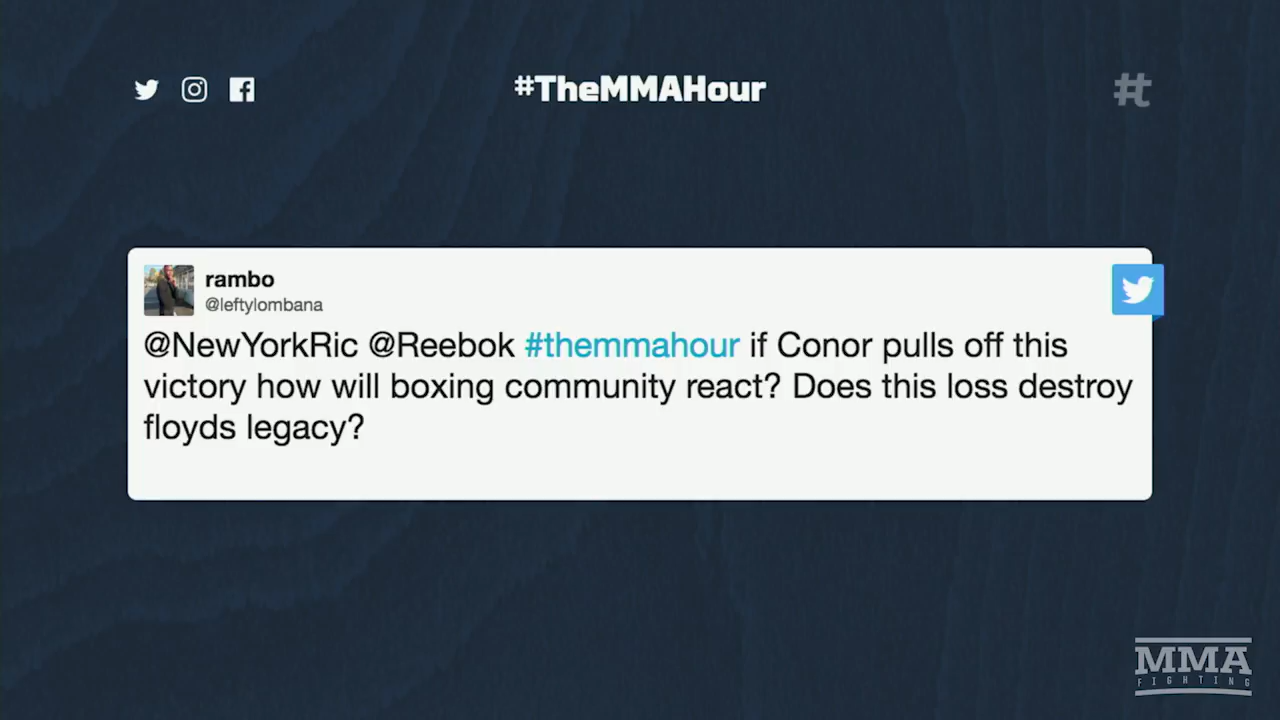 #TheMMAHour
rambo
@leftylombana
@NewYorkRic @Reebok #themmahour if Conor pulls off this
victory how will boxing community react? Does this loss destroy
floyds legacy?
MMA
FIGHTING